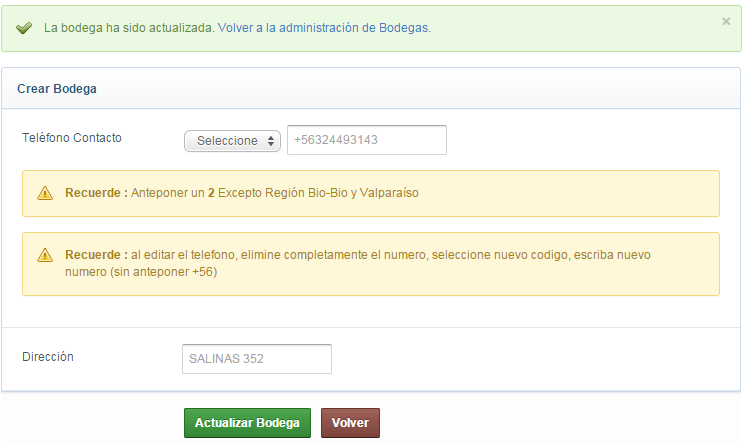 La bodega ha sido actualizada. Volver a la administración de Bodegas.
×
Crear Bodega
Teléfono Contacto
Seleccione
+56324493143
Recuerde : Anteponer un 2 Excepto Región Bio-Bio y Valparaíso
Recuerde : al editar el telefono, elimine completamente el numero, seleccione nuevo codigo, escriba nuevo
numero (sin anteponer +56)
Dirección
SALINAS 352
Actualizar Bodega
Volver